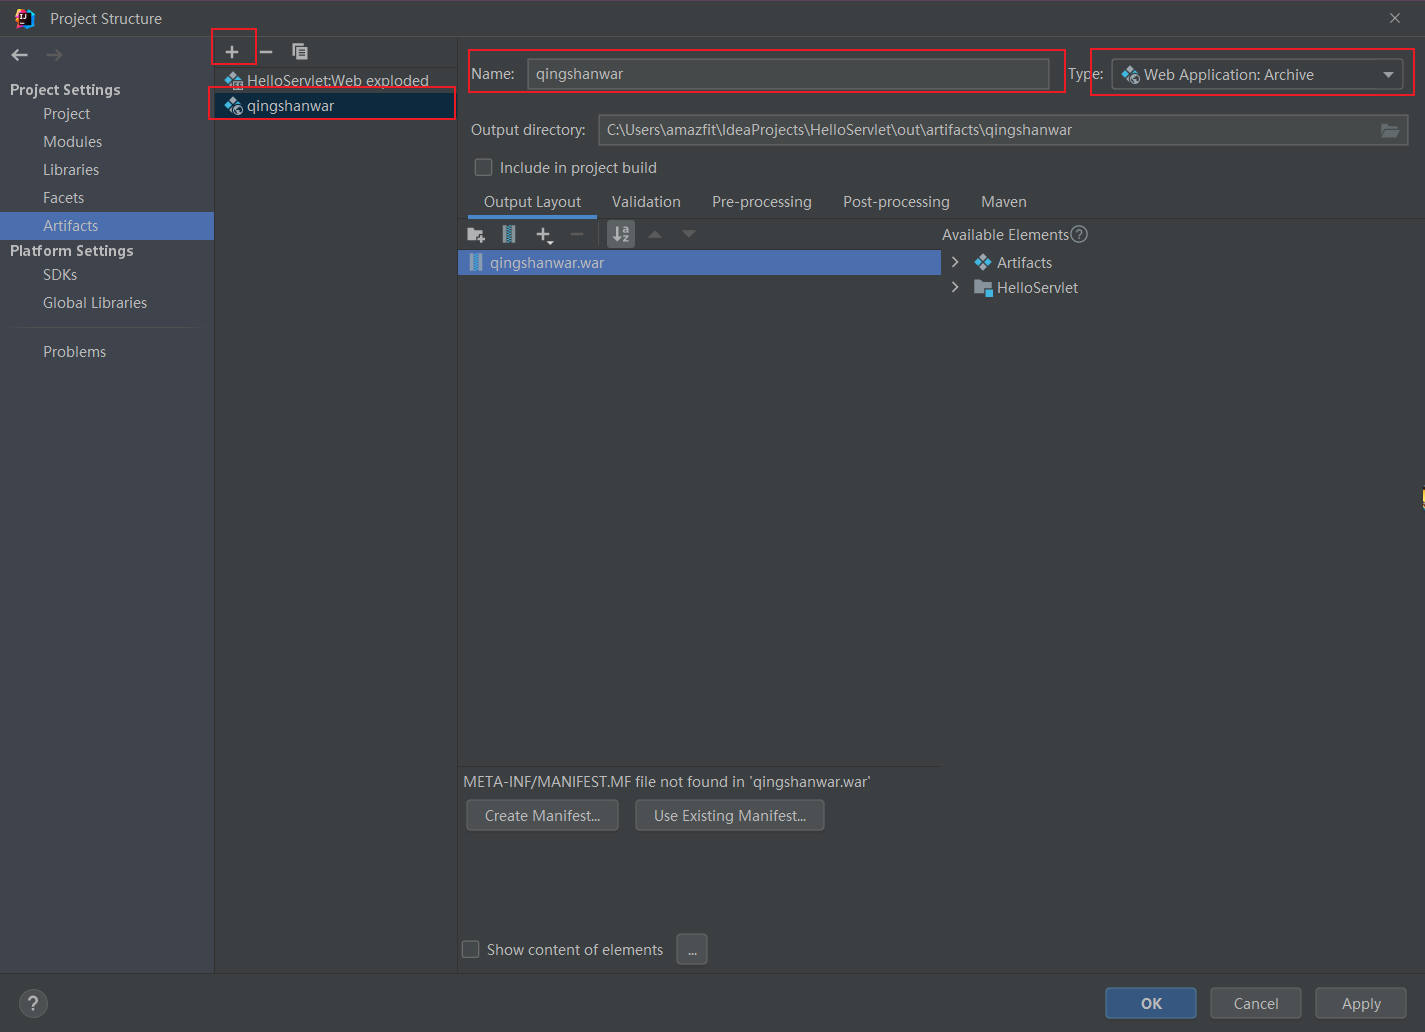 Project Structure
Project Settings
Project
Modules
Libraries
Facets
Artifacts
Platform Settings
SDKs
Global Libraries
Problems
HelloServlet:Web exploded
qingshanwar
Name: qingshanwar Type: Web Application: Archive
Output directory: C:\Users\amazfit\IdeaProjects\HelloServlet\out\artifacts\qingshanwar
Include in project build
Output Layout Validation Pre-processing Post-processing Maven
Available Elements
qingshanwar.war
Artifacts
HelloServlet
META-INF/MANIFEST.MF file not found in 'qingshanwar.war'
Create Manifest... Use Existing Manifest...
Show content of elements ...
? OK Cancel Apply